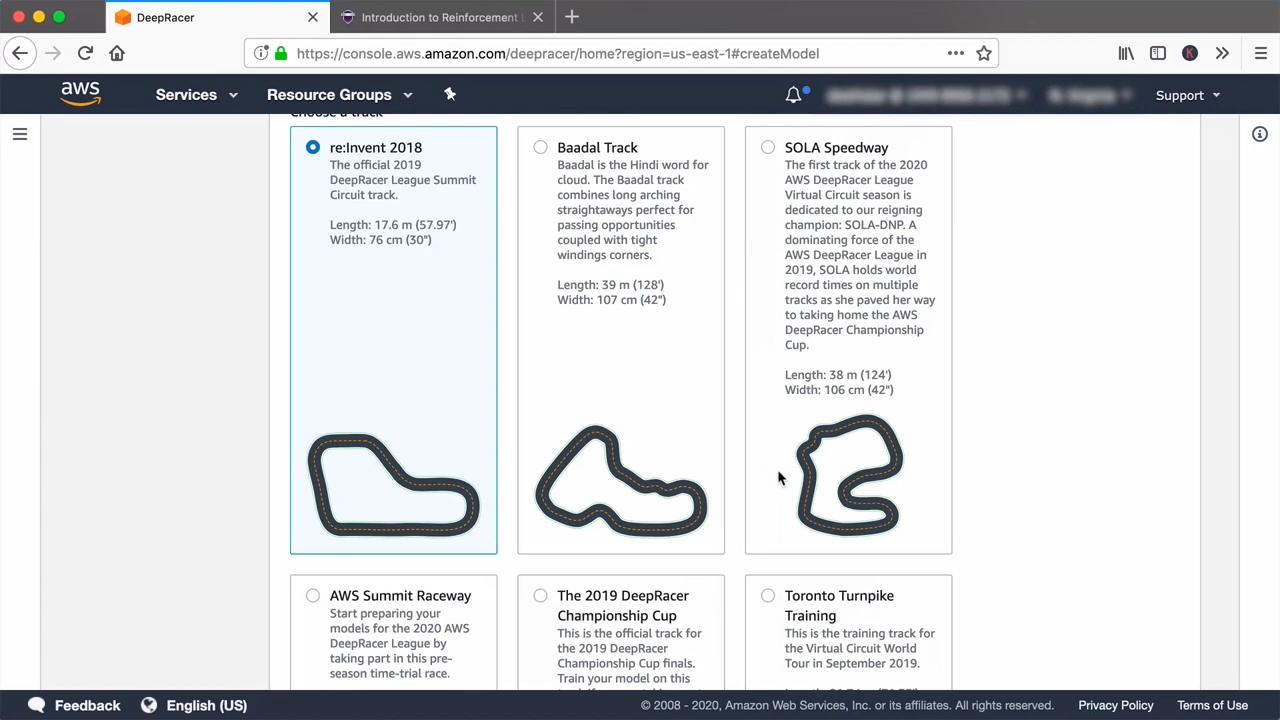 DeepRacer
Introduction to Reinforcement L
https://console.aws.amazon.com/deepracer/home?region=us-east-1#createModel
aws
Services
Resource Groups
Support
Choose a track
re:Invent 2018
The official 2019
DeepRacer League Summit
Circuit track.
Length: 17.6 m (57.97')
Width: 76 cm (30")
Baadal Track
Baadal is the Hindi word for
cloud. The Baadal track
combines long arching
straightaways perfect for
passing opportunities
coupled with tight
windings corners.
Length: 39 m (128')
Width: 107 cm (42")
SOLA Speedway
The first track of the 2020
AWS DeepRacer League
Virtual Circuit season is
dedicated to our reigning
champion: SOLA-DNP. A
dominating force of the
AWS DeepRacer League in
2019, SOLA holds world
record times on multiple
tracks as she paved her way
to taking home the AWS
DeepRacer Championship
Cup.
Length: 38 m (124')
Width: 106 cm (42")
AWS Summit Raceway
Start preparing your
models for the 2020 AWS
DeepRacer League by
taking part in this pre-
season time-trial race.
The 2019 DeepRacer
Championship Cup
This is the official track for
the 2019 DeepRacer
Championship Cup finals.
Train your model on this
Toronto Turnpike
Training
This is the training track for
the Virtual Circuit World
Tour in September 2019.
Feedback
English (US)
© 2008 - 2020, Amazon Web Services, Inc. or its affiliates. All rights reserved.
Privacy Policy
Terms of Use